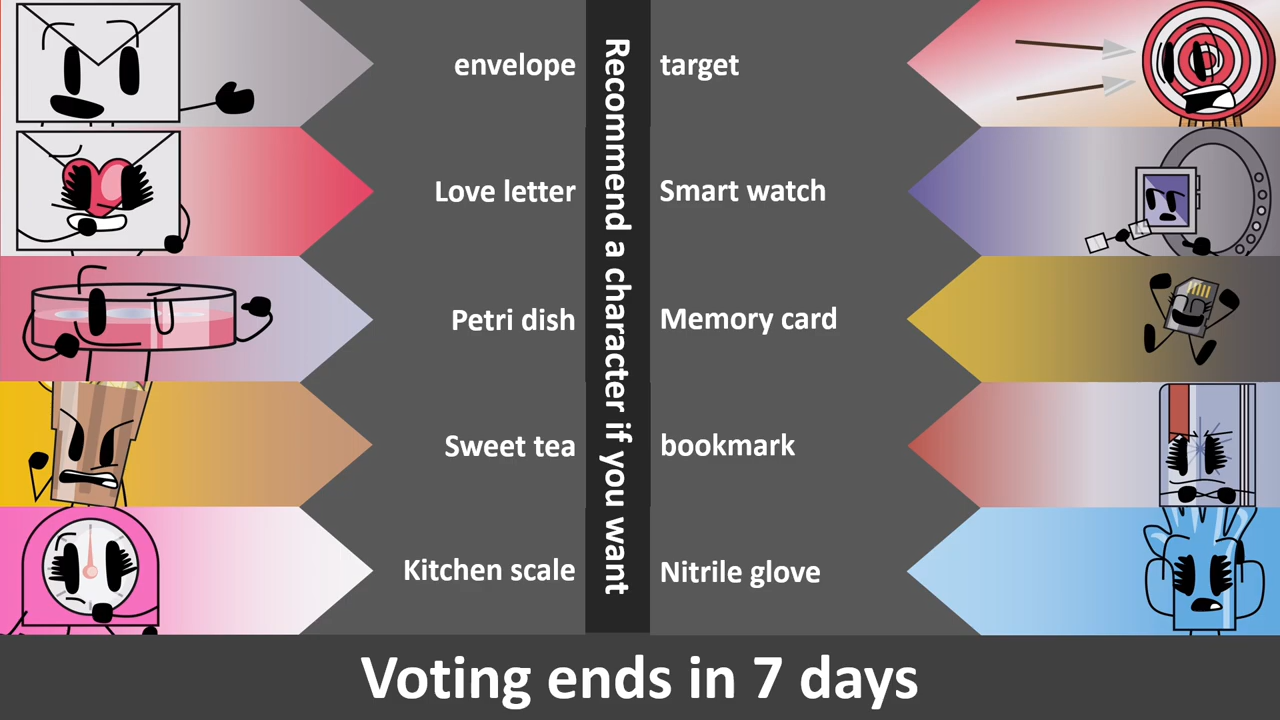 envelope
Love letter
Petri dish
Sweet tea
Kitchen scale
Recommend a character if you want
target
Smart watch
Memory card
bookmark
Nitrile glove
Voting ends in 7 days